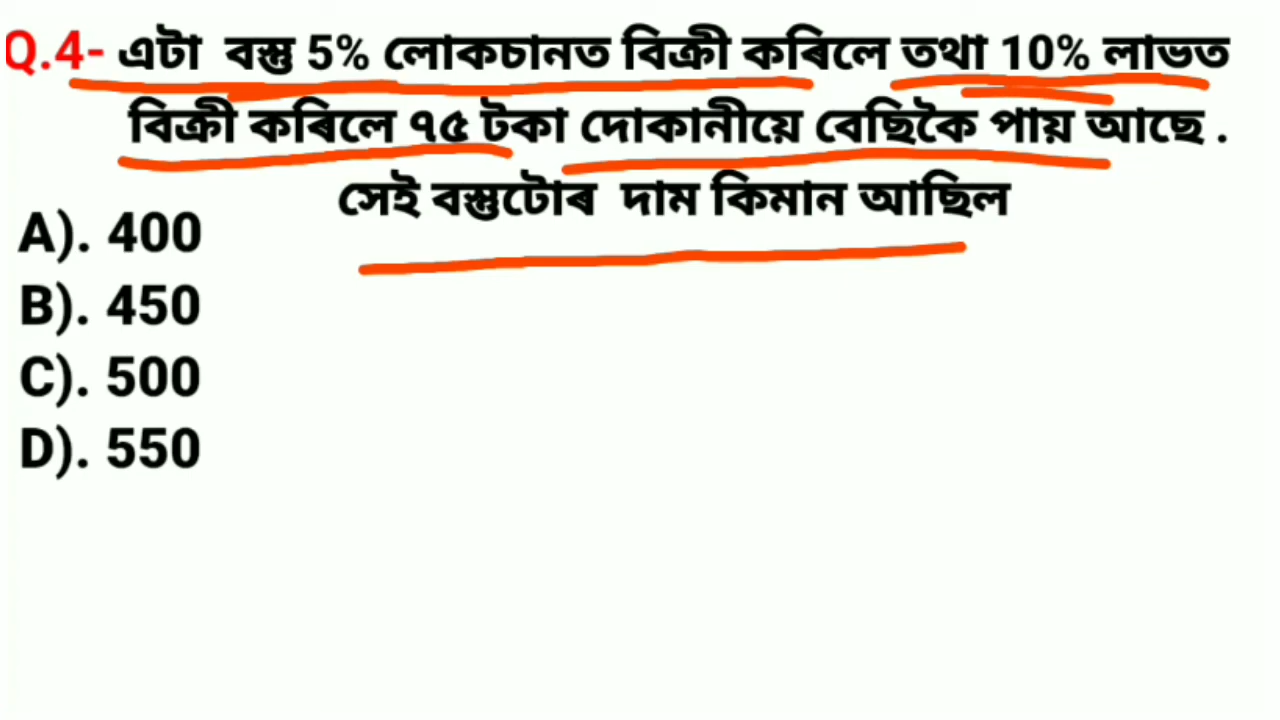 Q.4- এটা বস্তু 5% লোকচানত বিক্ৰী কৰিলে তথা 10% লাভত
বিক্ৰী কৰিলে ৭৫ টকা দোকানীয়ে বেছিকৈ পায় আছে .
সেই বস্তুটোৰ দাম কিমান আছিল
A). 400
B). 450
C). 500
D). 550